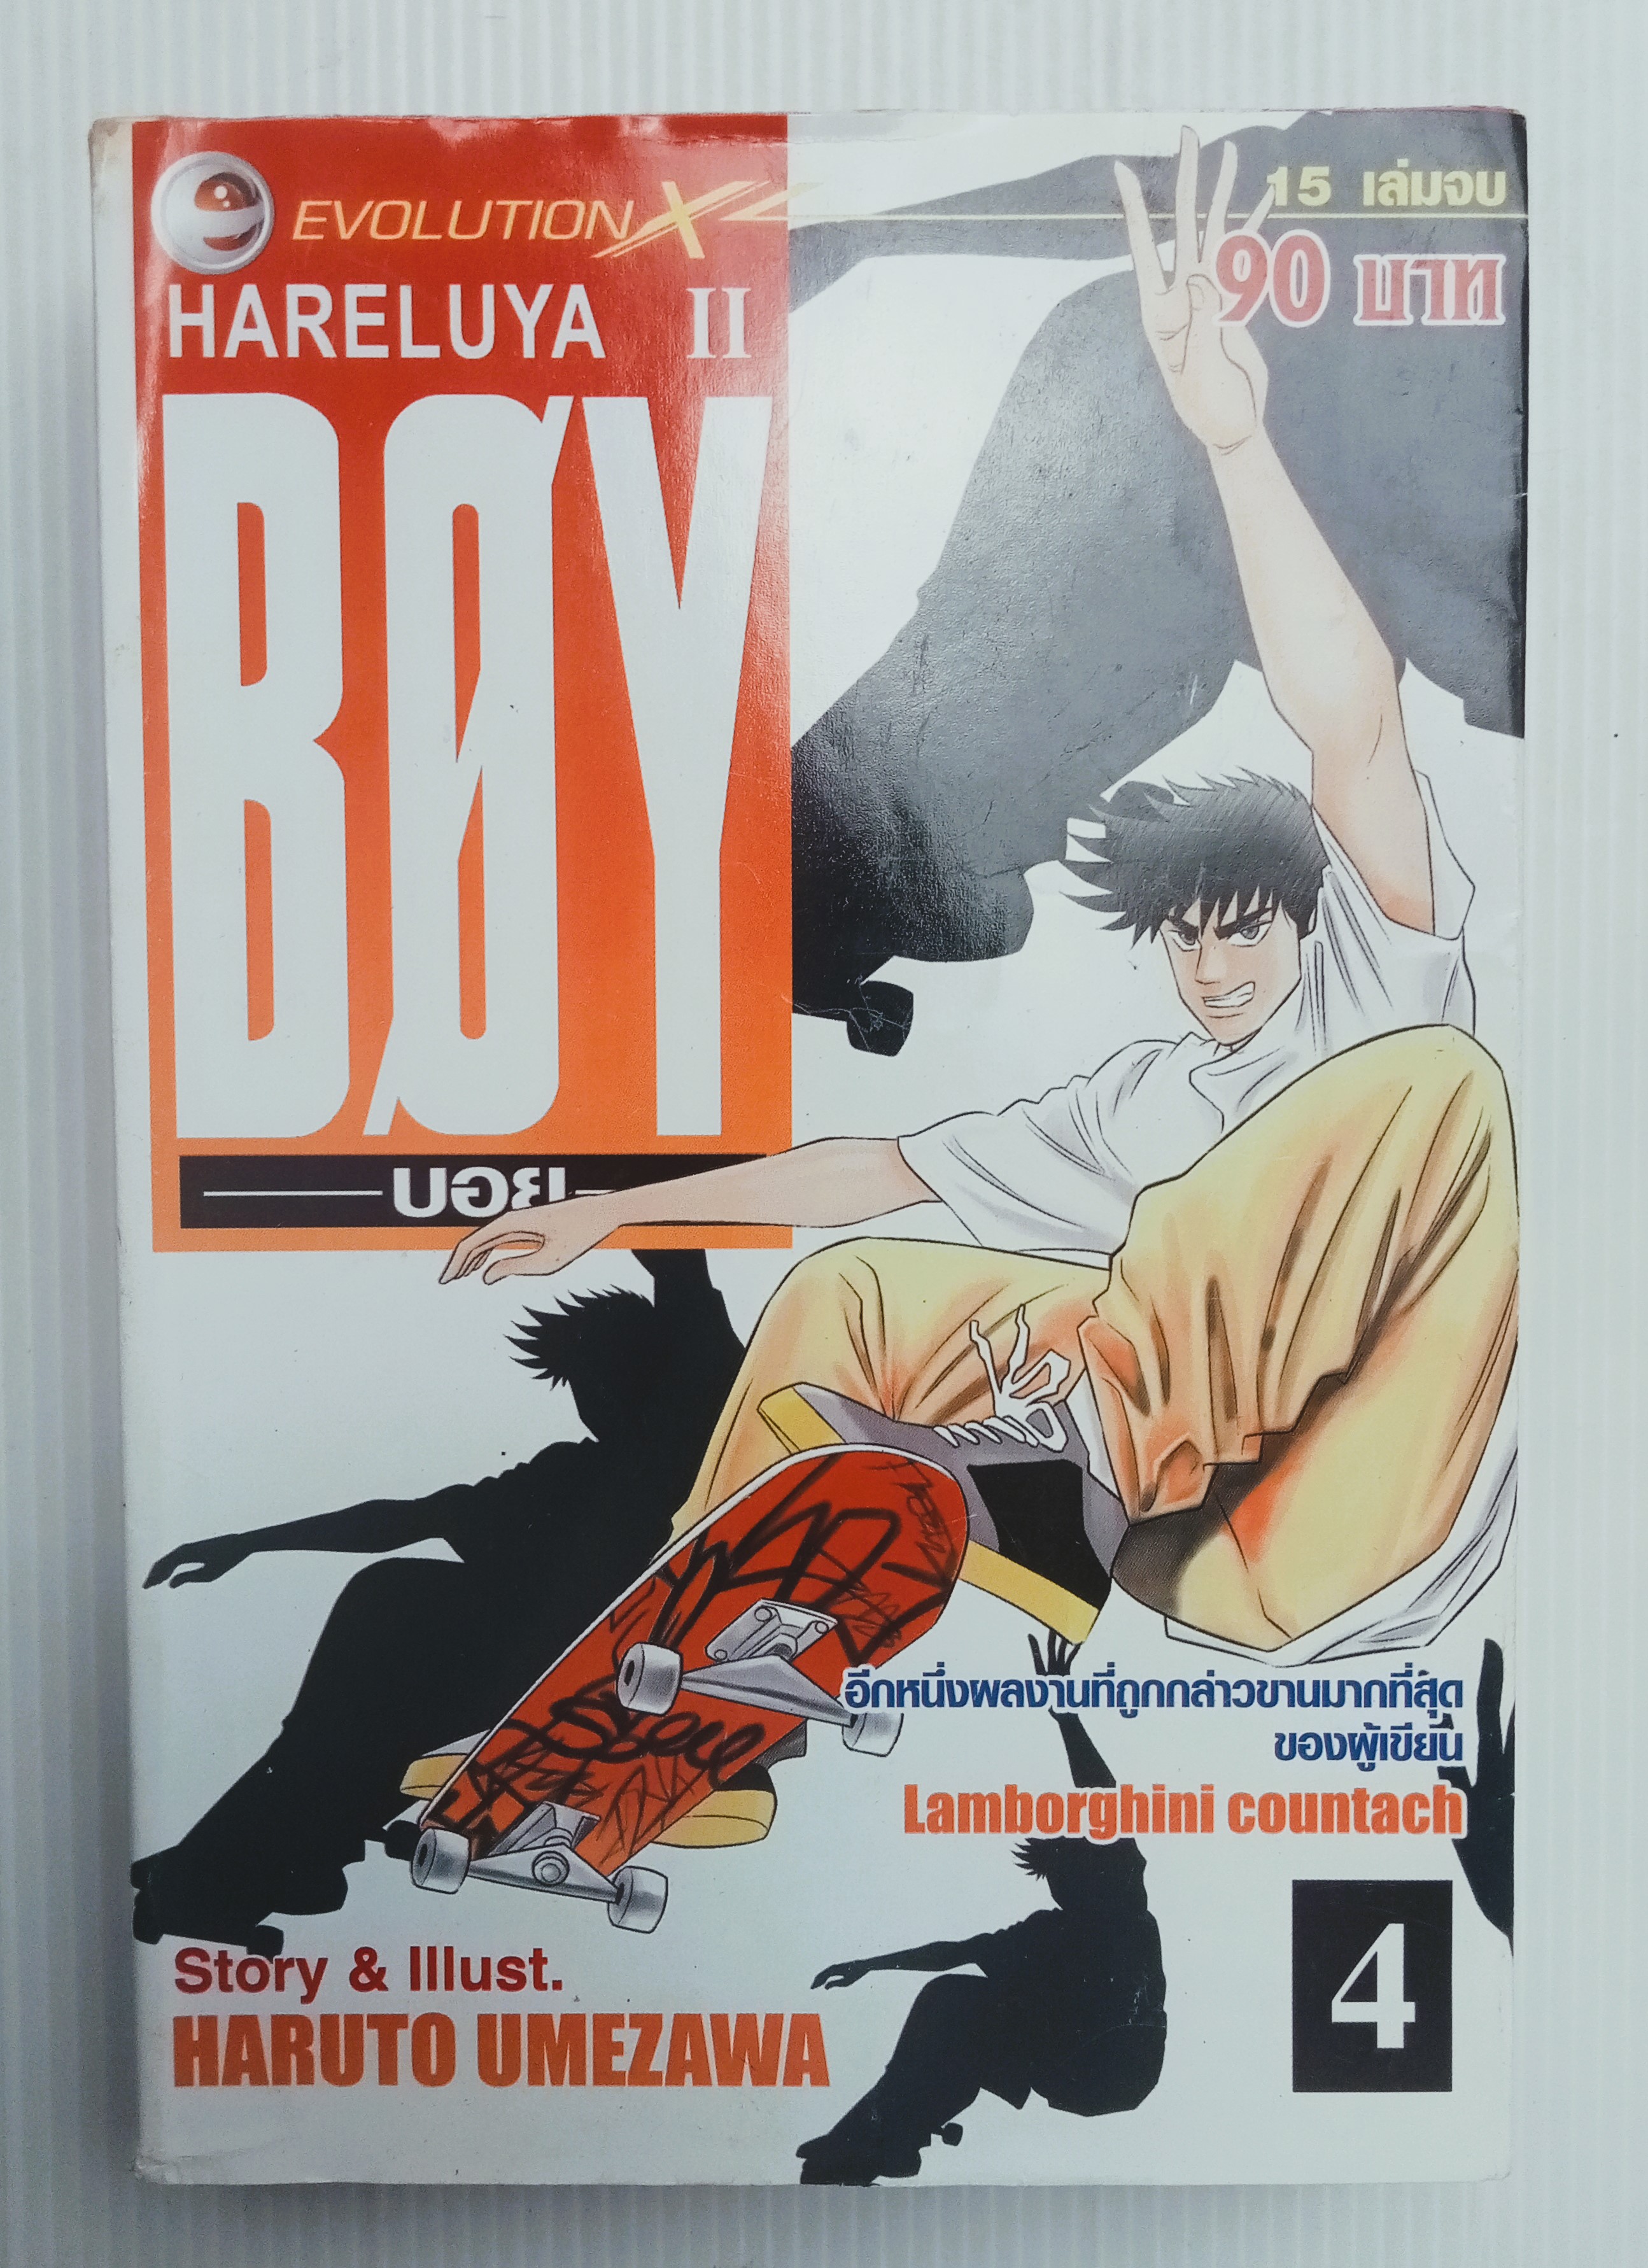 EVOLUTION X
15 เล่มจบ
90 บาท
HARELUYA II
BØY
บอย
อีกหนึ่งผลงานที่ถูกกล่าวขานมากที่สุด
ของผู้เขียน
Lamborghini countach
Story & Illust.
HARUTO UMEZAWA
4